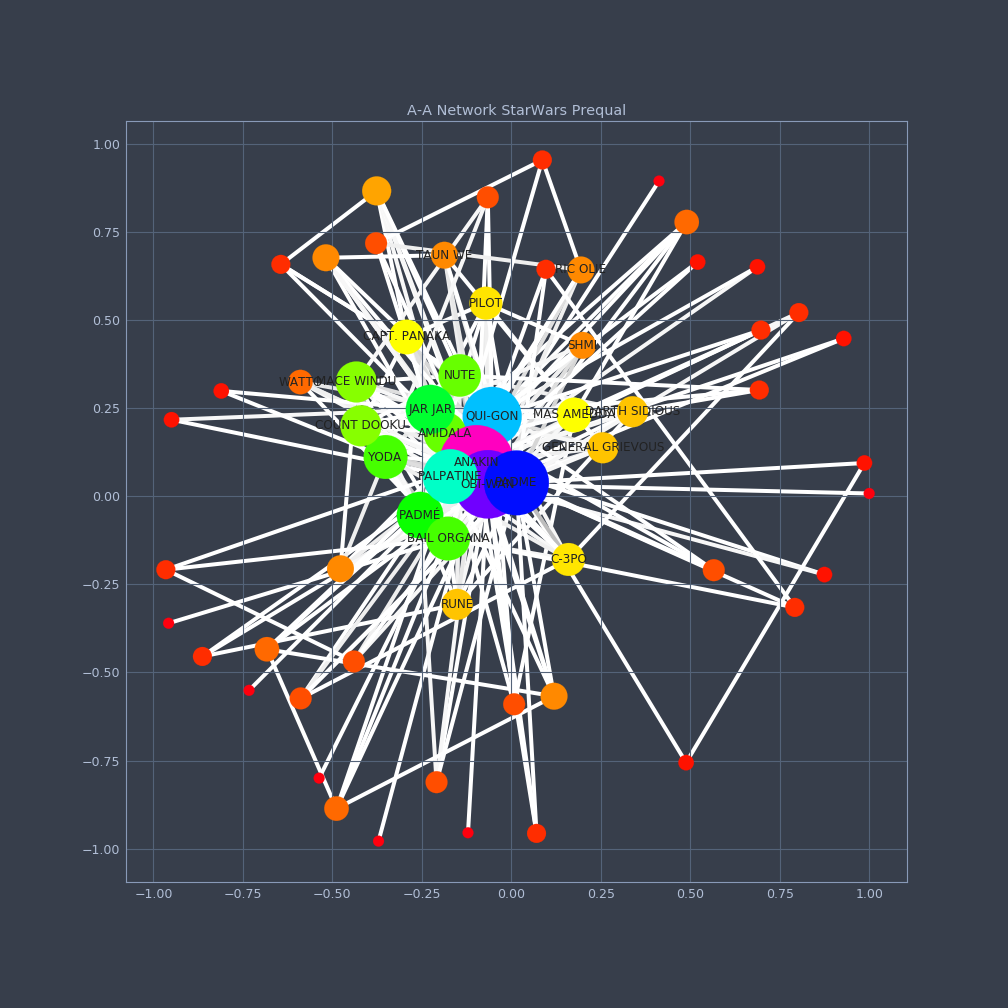 A-A Network StarWars Prequal
1.00
0.75
0.50
0.25
0.00
−0.25
−0.50
−0.75
−1.00
TAUN WE
RIC OLIE
PILOT
CAPT. PANAKA
SHMI
NUTE
WATTO
MACE WINDU
JAR JAR
QUI-GON
MAS AMEDDA
DARTH SIDIOUS
COUNT DOOKU
AMIDALA
GENERAL GRIEVOUS
YODA
ANAKIN
PALPATINE
PADMÉ
BAIL ORGANA
C-3PO
RUNE
−1.00 −0.75 −0.50 −0.25 0.00 0.25 0.50 0.75 1.00